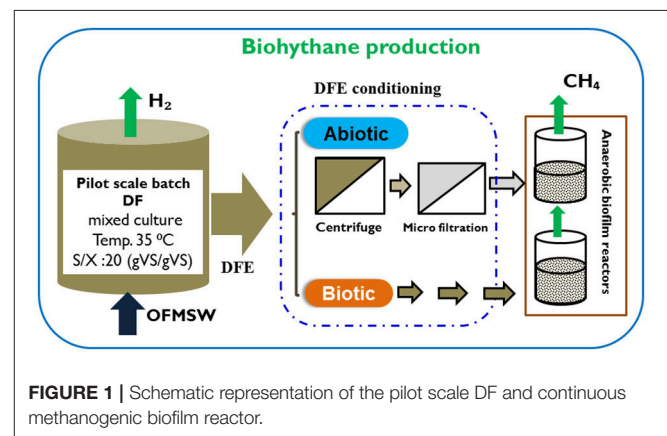 Biohythane production
H₂
Pilot scale batch
DF
mixed culture
Temp. 35 ⁰C
S/X :20 (gVS/gVS)
OFMSW
DFE
DFE conditioning
Abiotic
Centrifuge
Micro filtration
Biotic
CH₄
Anaerobic biofilm reactors
FIGURE 1 | Schematic representation of the pilot scale DF and continuous
methanogenic biofilm reactor.